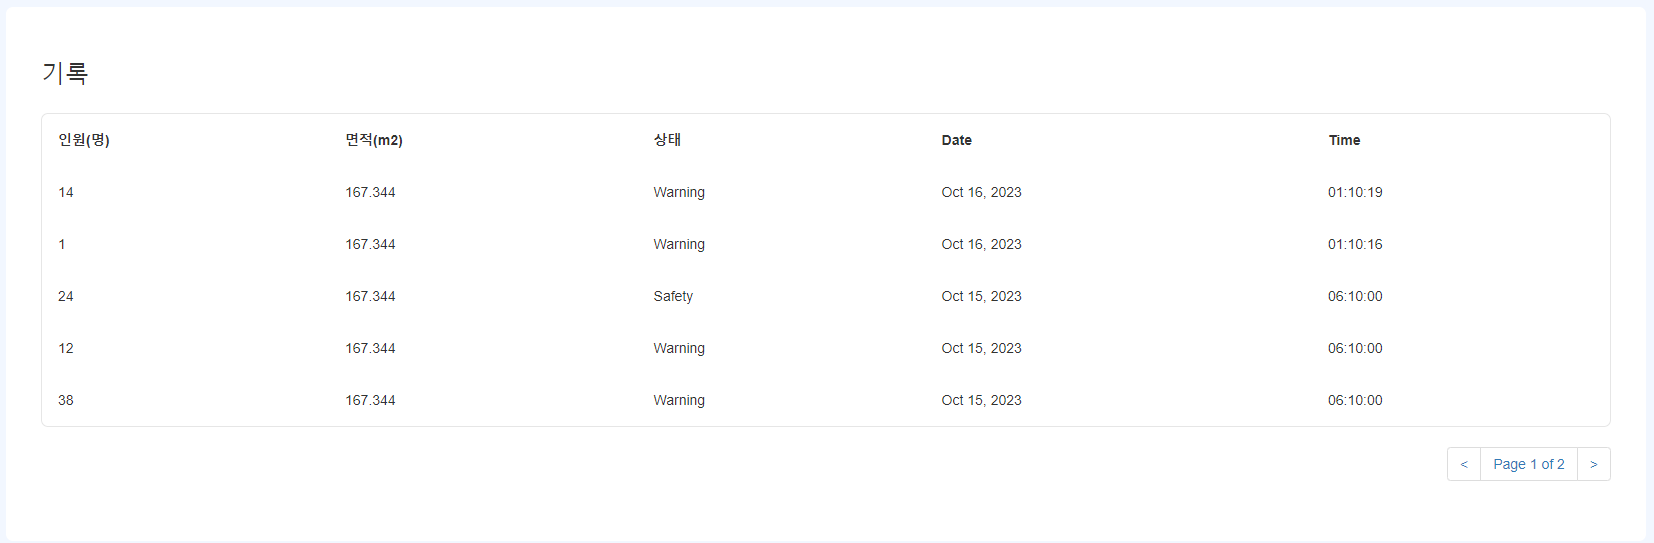 기록
인원(명) 면적(m2) 상태 Date Time
14 167.344 Warning Oct 16, 2023 01:10:19
1 167.344 Warning Oct 16, 2023 01:10:16
24 167.344 Safety Oct 15, 2023 06:10:00
12 167.344 Warning Oct 15, 2023 06:10:00
38 167.344 Warning Oct 15, 2023 06:10:00
< Page 1 of 2 >